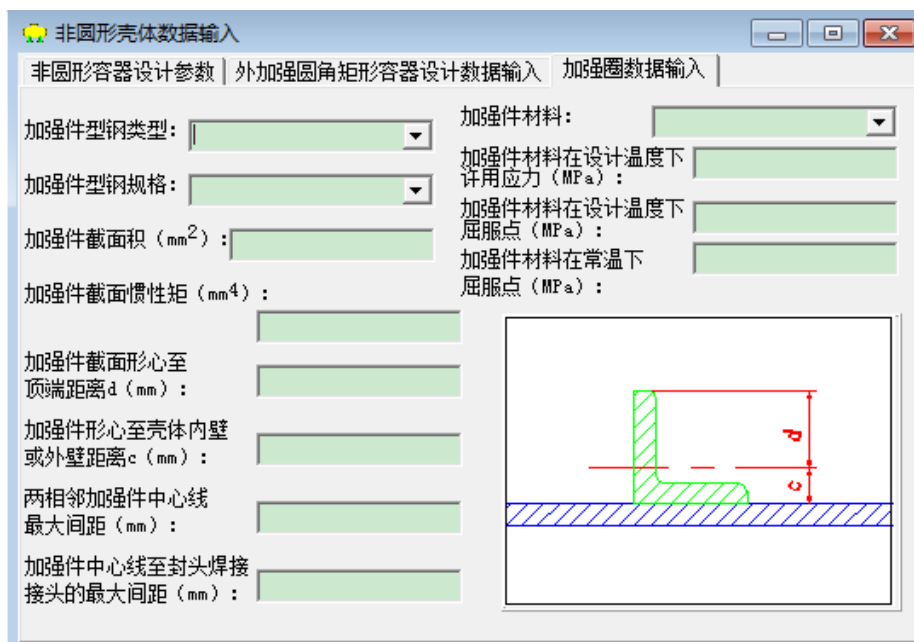 非圆形壳体数据输入
非圆形容器设计参数 外加强圆角矩形容器设计数据输入 加强圈数据输入
加强件型钢类型：
加强件型钢规格：
加强件截面积（mm2）：
加强件截面惯性矩（mm4）：
加强件截面形心至
顶端距离d（mm）：
加强件形心至壳体内壁
或外壁距离c（mm）：
两相邻加强件中心线
最大间距（mm）：
加强件中心线至封头焊接
接头的最大间距（mm）：
加强件材料：
加强件材料在设计温度下
许用应力（MPa）：
加强件材料在设计温度下
屈服点（MPa）：
加强件材料在常温下
屈服点（MPa）：
d
c